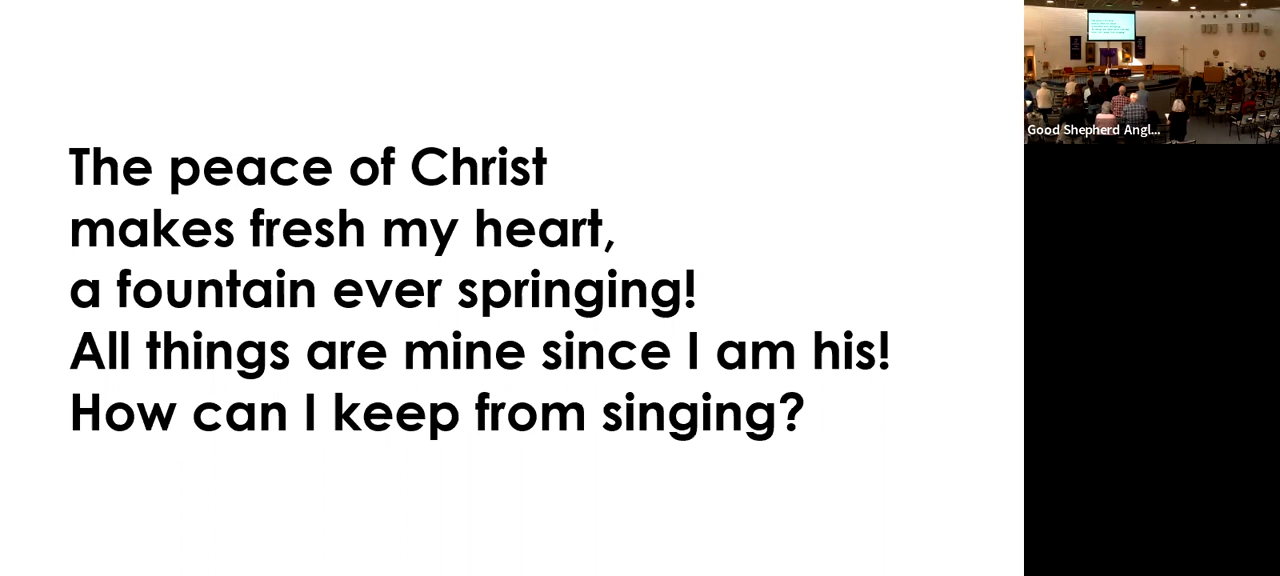 The peace of Christ
makes fresh my heart,
a fountain ever springing!
All things are mine since I am his!
How can I keep from singing?
Good Shepherd Angl...